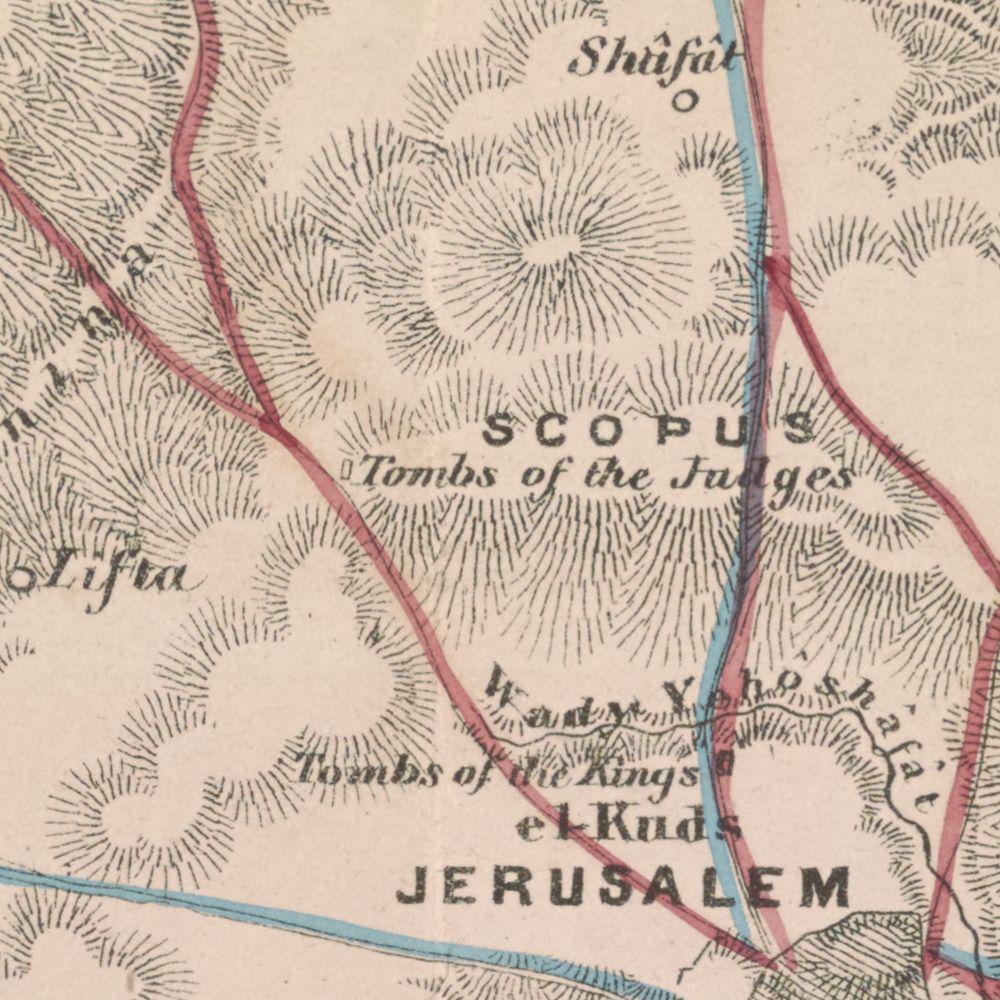 Shûfât
SCOPUS
Tombs of the Judges
Lifta
Wady Yehôshâfât
Tombs of the Kings
el-Kuds
JERUSALEM